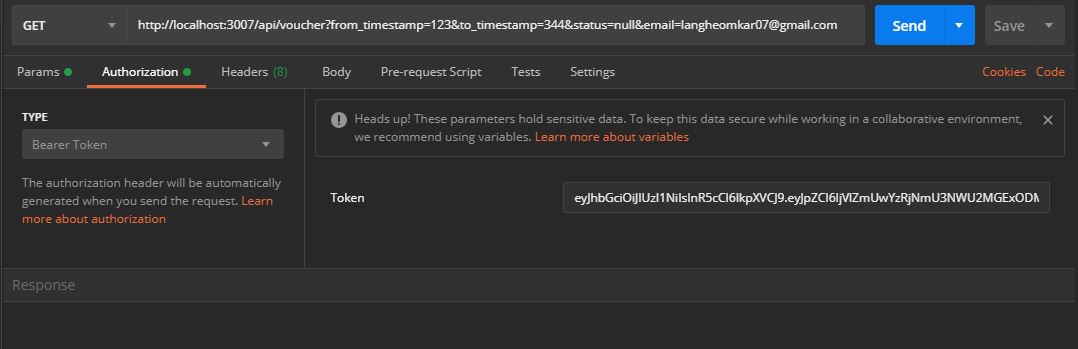 GET http://localhost:3007/api/voucher?from_timestamp=123&to_timestamp=344&status=null&email=langheomkar07@gmail.com Send Save
Params Authorization Headers (8) Body Pre-request Script Tests Settings Cookies Code
TYPE
Bearer Token
The authorization header will be automatically
generated when you send the request. Learn
more about authorization
Heads up! These parameters hold sensitive data. To keep this data secure while working in a collaborative environment,
we recommend using variables. Learn more about variables
Token
Response